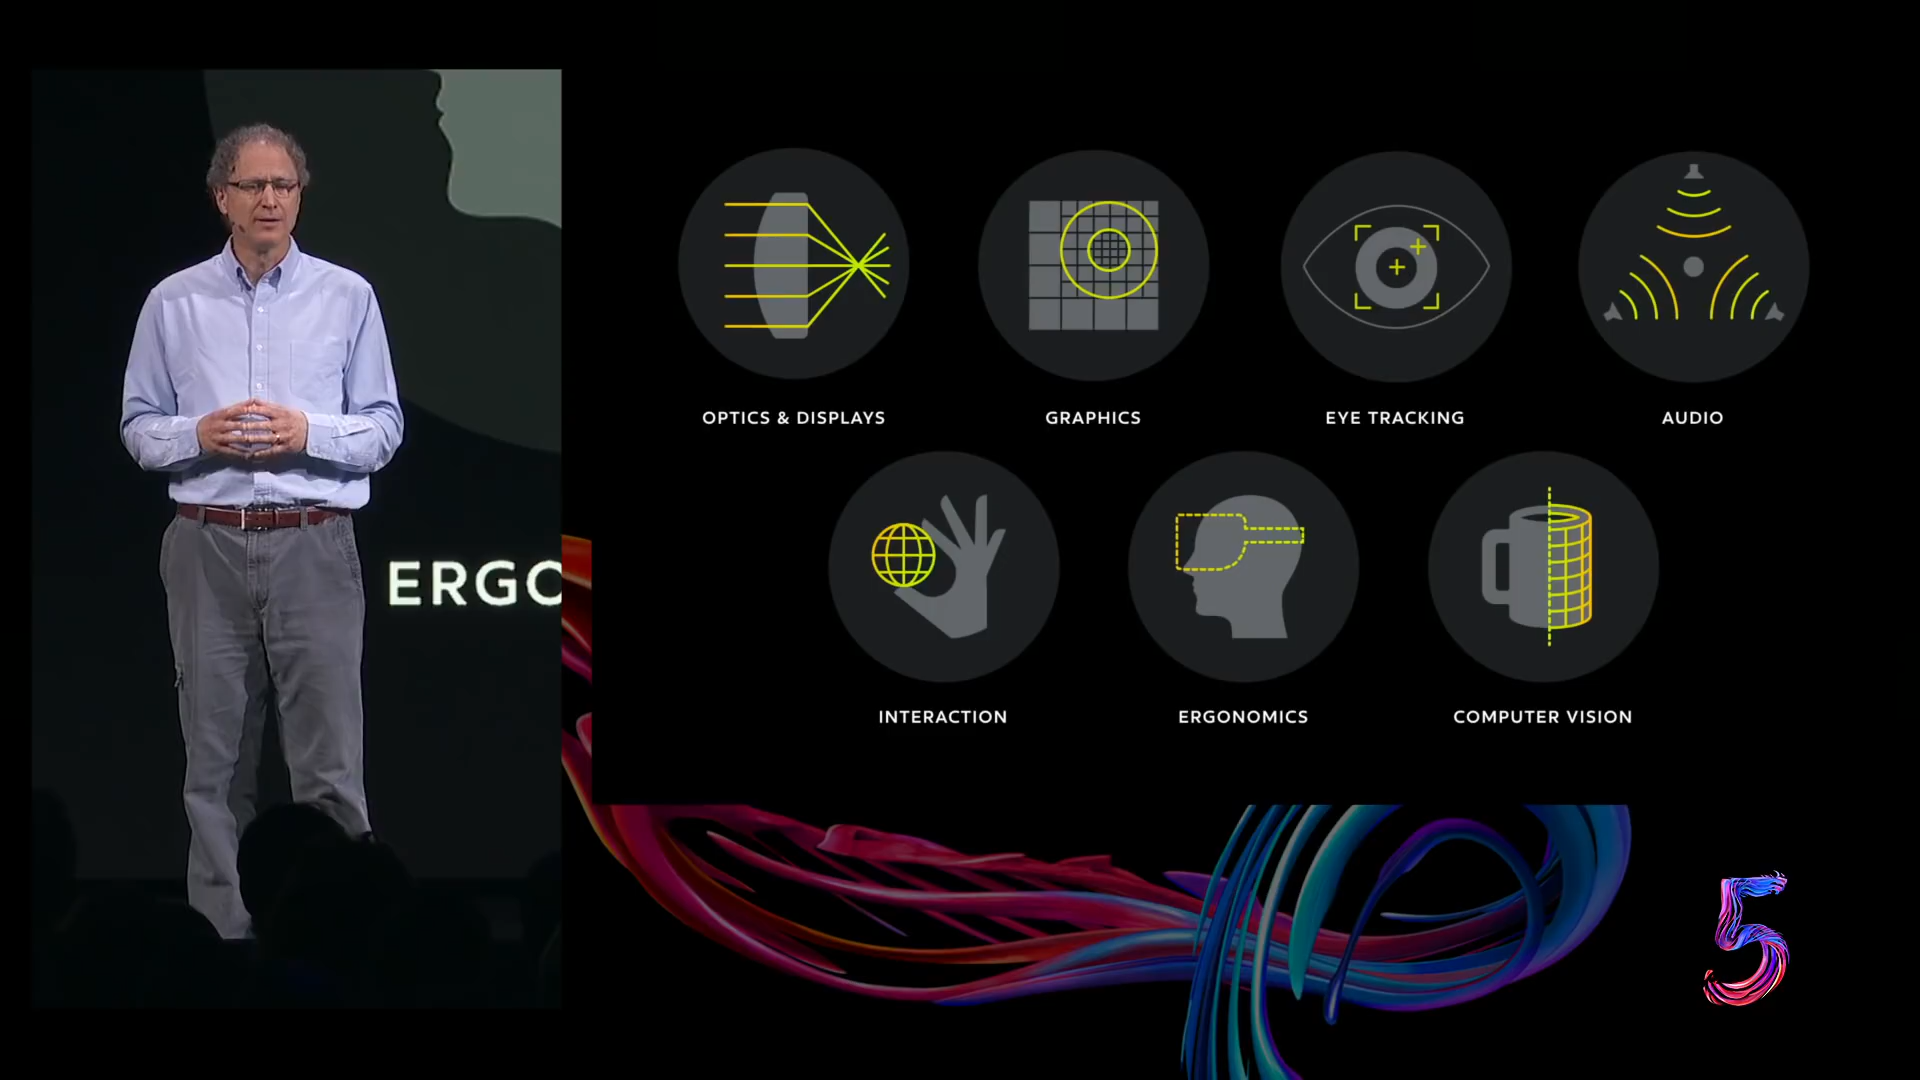 OPTICS & DISPLAYS
GRAPHICS
EYE TRACKING
AUDIO
ERGO
INTERACTION
ERGONOMICS
COMPUTER VISION
5